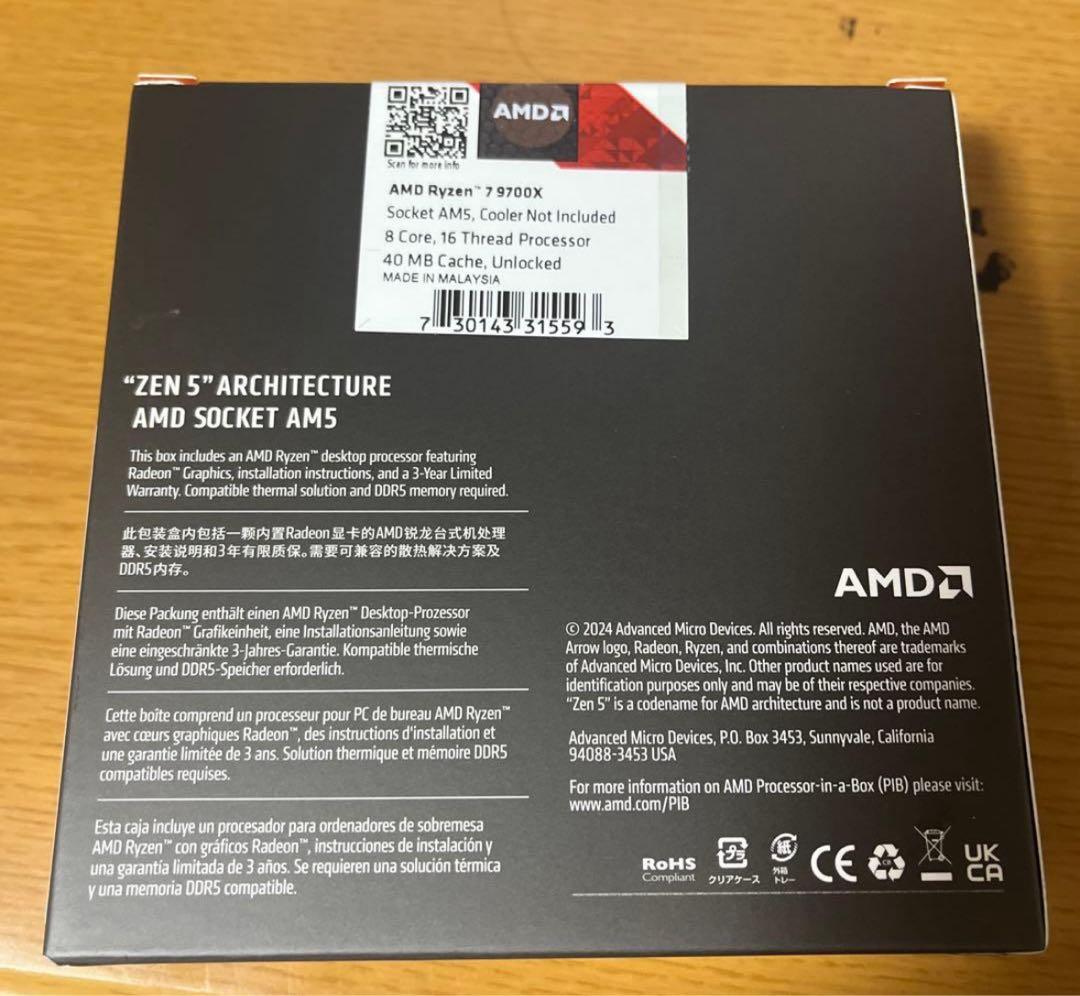 Scan for more info
AMD
AMD Ryzen™ 7 9700X
Socket AM5, Cooler Not Included
8 Core, 16 Thread Processor
40 MB Cache, Unlocked
MADE IN MALAYSIA
7 30143 31559 3
“ZEN 5” ARCHITECTURE
AMD SOCKET AM5
This box includes an AMD Ryzen™ desktop processor featuring
Radeon™ Graphics, installation instructions, and a 3-Year Limited
Warranty. Compatible thermal solution and DDR5 memory required.
此包装盒内包括一颗内置Radeon显卡的AMD锐龙台式机处理
器、安装说明和3年有限质保。需要可兼容的散热解决方案及
DDR5内存。
Diese Packung enthält einen AMD Ryzen™ Desktop-Prozessor
mit Radeon™ Grafikeinheit, eine Installationsanleitung sowie
eine eingeschränkte 3-Jahres-Garantie. Kompatible thermische
Lösung und DDR5-Speicher erforderlich.
Cette boîte comprend un processeur pour PC de bureau AMD Ryzen™
avec cœurs graphiques Radeon™, des instructions d'installation et
une garantie limitée de 3 ans. Solution thermique et mémoire DDR5
compatibles requises.
Esta caja incluye un procesador para ordenadores de sobremesa
AMD Ryzen™ con gráficos Radeon™, instrucciones de instalación y
una garantía limitada de 3 años. Se requieren una solución térmica
y una memoria DDR5 compatible.
AMD
© 2024 Advanced Micro Devices. All rights reserved. AMD, the AMD
Arrow logo, Radeon, Ryzen, and combinations thereof are trademarks
of Advanced Micro Devices, Inc. Other product names used are for
identification purposes only and may be of their respective companies.
“Zen 5” is a codename for AMD architecture and is not a product name.
Advanced Micro Devices, P.O. Box 3453, Sunnyvale, California
94088-3453 USA
For more information on AMD Processor-in-a-Box (PIB) please visit:
www.amd.com/PIB
RoHS
Compliant
プラ
クリアケース
紙
外箱
トレー
CE
CB
UK
CA